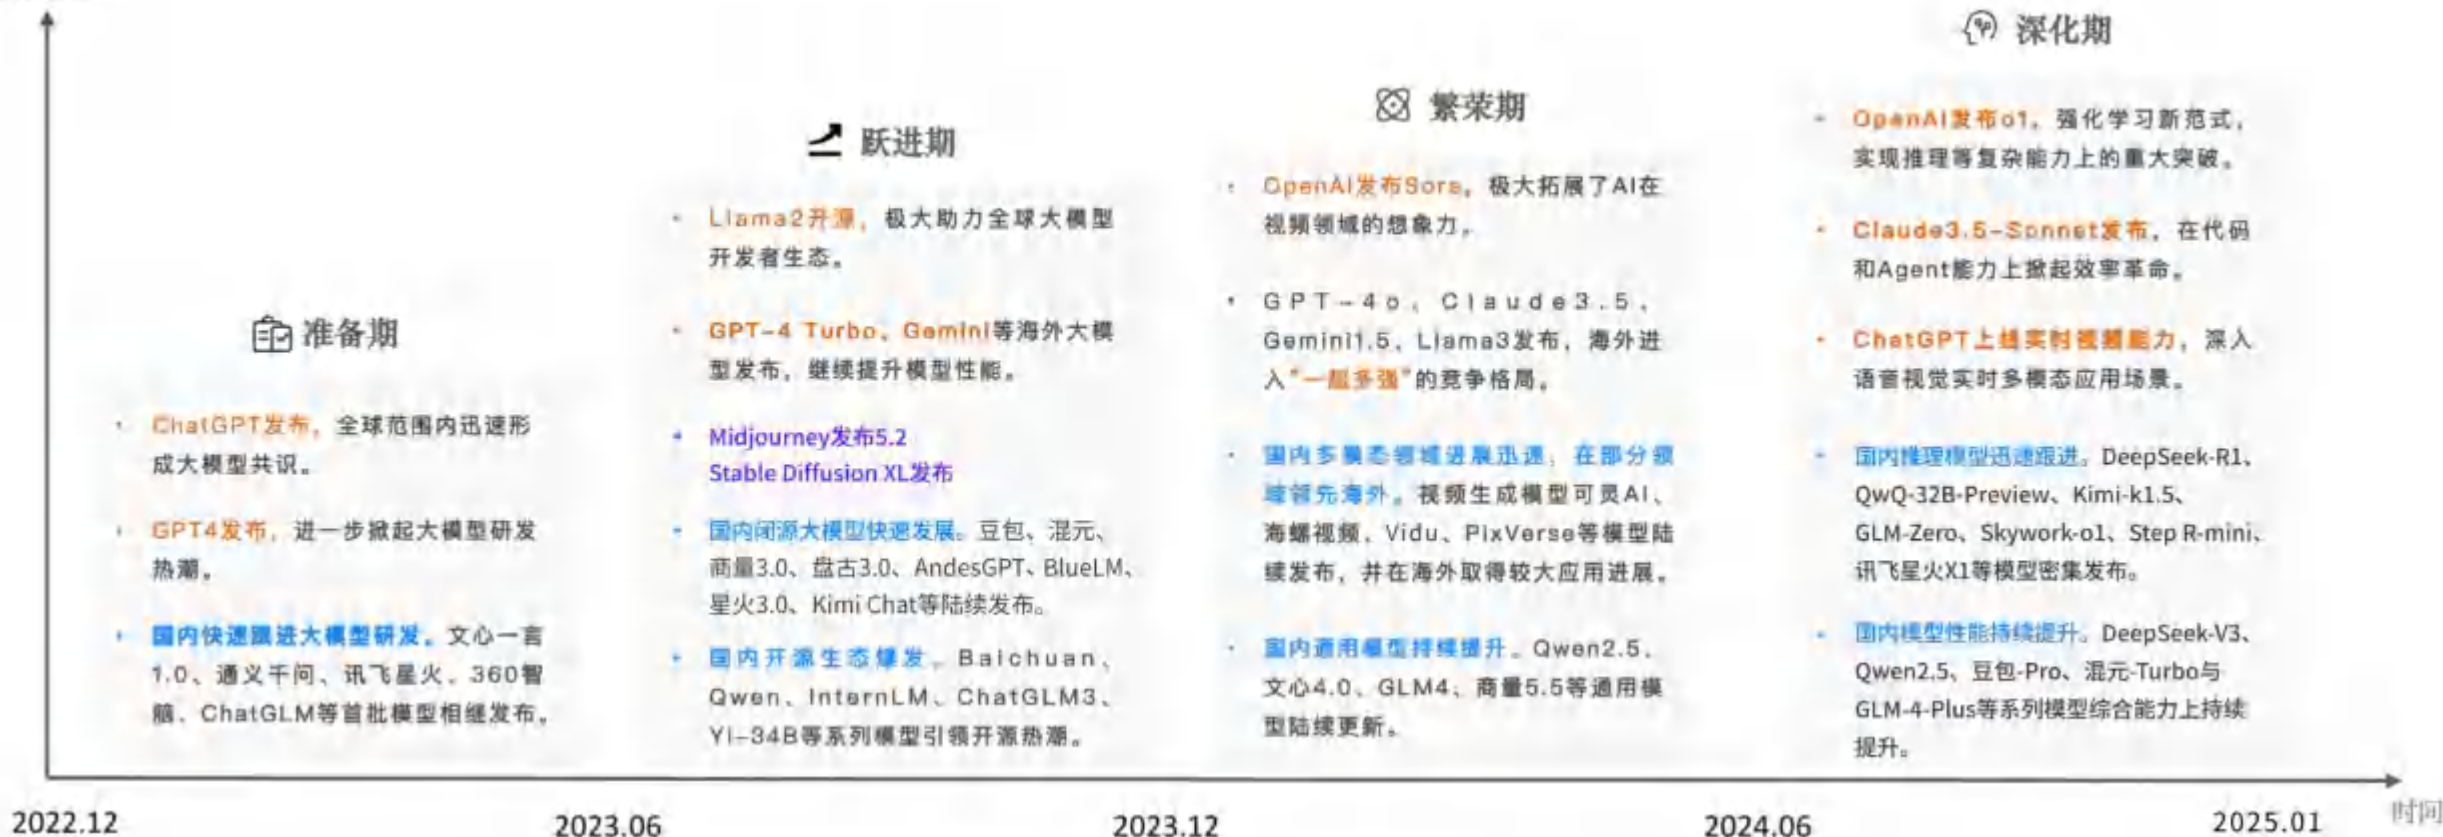 准备期
ChatGPT发布，全球范围内迅速形
成大模型共识。
GPT4发布，进一步掀起大模型研发
热潮。
国内快速跟进大模型研发。文心一言
1.0、通义千问、讯飞星火、360智
脑、ChatGLM等首批模型相继发布。
跃进期
Llama2开源，极大助力全球大模型
开发者生态。
GPT-4 Turbo、Gemini等海外大模
型发布，继续提升模型性能。
Midjourney发布5.2
Stable Diffusion XL发布
国内闭源大模型快速发展。豆包、混元、
商量3.0、盘古3.0、AndesGPT、BlueLM、
星火3.0、Kimi Chat等陆续发布。
国内开源生态爆发。Baichuan、
Qwen、InternLM、ChatGLM3、
Yi-34B等系列模型引领开源热潮。
繁荣期
OpenAI发布Sora，极大拓展了AI在
视频领域的想象力。
GPT-4o、Claude3.5、
Gemini1.5、Llama3发布，海外进
入“一超多强”的竞争格局。
国内多模态领域进展迅速，在部分领
域领先海外。视频生成模型可灵AI、
海螺视频、Vidu、PixVerse等模型陆
续发布，并在海外取得较大应用进展。
国内通用模型持续提升。Qwen2.5、
文心4.0、GLM4、商量5.5等通用模
型陆续更新。
深化期
OpenAI发布o1，强化学习新范式，
实现推理等复杂能力上的重大突破。
Claude3.5-Sonnet发布，在代码
和Agent能力上掀起效率革命。
ChatGPT上线实时视频能力，深入
语音视觉实时多模态应用场景。
国内推理模型迅速跟进。DeepSeek-R1、
QwQ-32B-Preview、Kimi-k1.5、
GLM-Zero、Skywork-o1、Step R-mini、
讯飞星火X1等模型密集发布。
国内模型性能持续提升。DeepSeek-V3、
Qwen2.5、豆包-Pro、混元-Turbo与
GLM-4-Plus等系列模型综合能力上持续
提升。
2022.12
2023.06
2023.12
2024.06
2025.01
时间